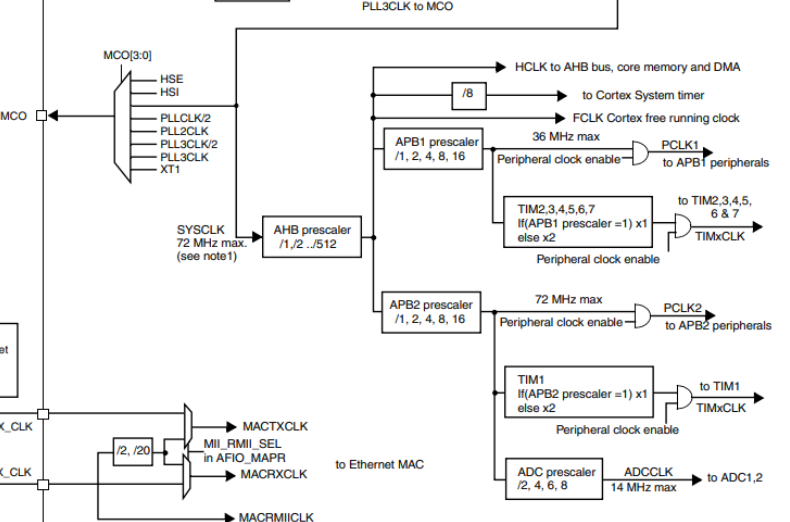 PLL3CLK to MCO
MCO[3:0]
HSE
HSI
PLLCLK/2
PLL2CLK
PLL3CLK/2
PLL3CLK
XT1
MCO
HCLK to AHB bus, core memory and DMA
/8
to Cortex System timer
FCLK Cortex free running clock
APB1 prescaler
/1, 2, 4, 8, 16
36 MHz max
Peripheral clock enable
PCLK1
to APB1 peripherals
TIM2,3,4,5,6,7
If(APB1 prescaler =1) x1
else x2
to TIM2,3,4,5,
6 & 7
TIMxCLK
Peripheral clock enable
SYSCLK
72 MHz max.
(see note1)
AHB prescaler
/1,/2 ../512
APB2 prescaler
/1, 2, 4, 8, 16
72 MHz max
Peripheral clock enable
PCLK2
to APB2 peripherals
TIM1
If(APB2 prescaler =1) x1
else x2
to TIM1
TIMxCLK
Peripheral clock enable
ADC prescaler
/2, 4, 6, 8
ADCCLK
14 MHz max
to ADC1,2
et
X_CLK
X_CLK
/2, /20
MACTXCLK
MII_RMII_SEL
in AFIO_MAPR
MACRXCLK
MACRMIICLK
to Ethernet MAC